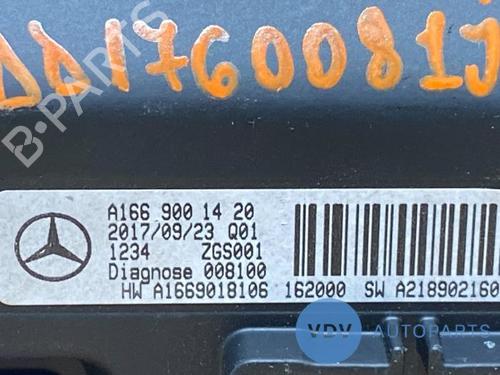 DD1760081J
B-PARTS
A166 900 14 20
2017/09/23 Q01
1234 ZGS001
Diagnose 008100
HW A1669018106 162000 SW A218902160
VDV AUTOPARTS